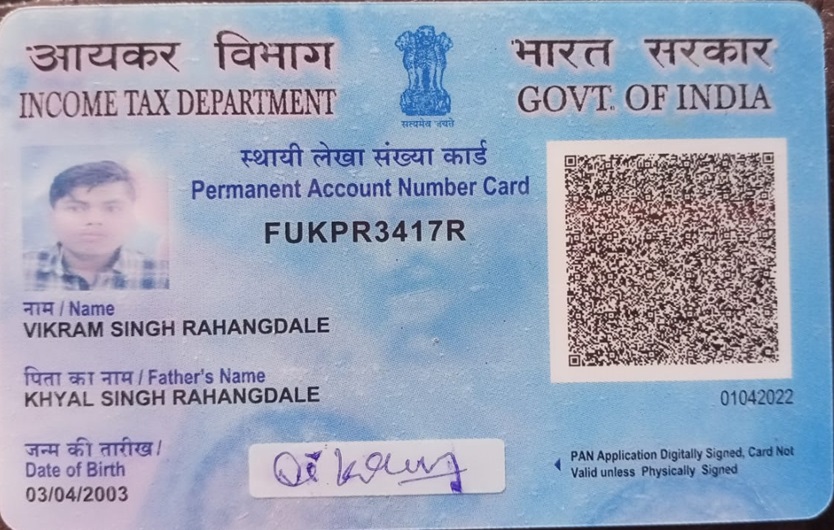 आयकर विभाग
INCOME TAX DEPARTMENT
भारत सरकार
GOVT. OF INDIA
सत्यमेव जयते
स्थायी लेखा संख्या कार्ड
Permanent Account Number Card
FUKPR3417R
नाम / Name
VIKRAM SINGH RAHANGDALE
पिता का नाम / Father's Name
KHYAL SINGH RAHANGDALE
01042022
जन्म की तारीख /
Date of Birth
03/04/2003
PAN Application Digitally Signed, Card Not
Valid unless Physically Signed